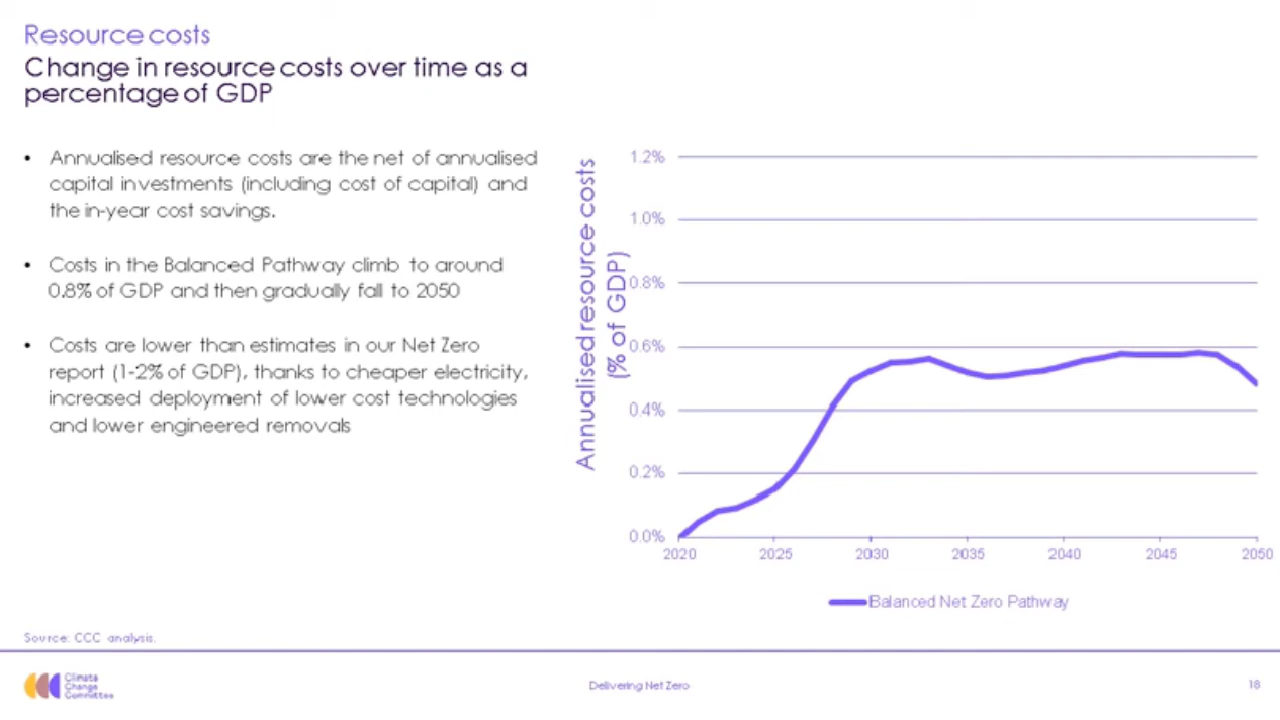 Resource costs
Change in resource costs over time as a
percentage of GDP
• Annualised resource costs are the net of annualised
capital investments (including cost of capital) and
the in-year cost savings.
• Costs in the Balanced Pathway climb to around
0.8% of GDP and then gradually fall to 2050
• Costs are lower than estimates in our Net Zero
report (1-2% of GDP), thanks to cheaper electricity,
increased deployment of lower cost technologies
and lower engineered removals
Annualised resource costs
(% of GDP)
1.2%
1.0%
0.8%
0.6%
0.4%
0.2%
0.0%
2020 2025 2030 2035 2040 2045 2050
Balanced Net Zero Pathway
Source: CCC analysis.
Climate
Change
Committee
Delivering Net Zero
18